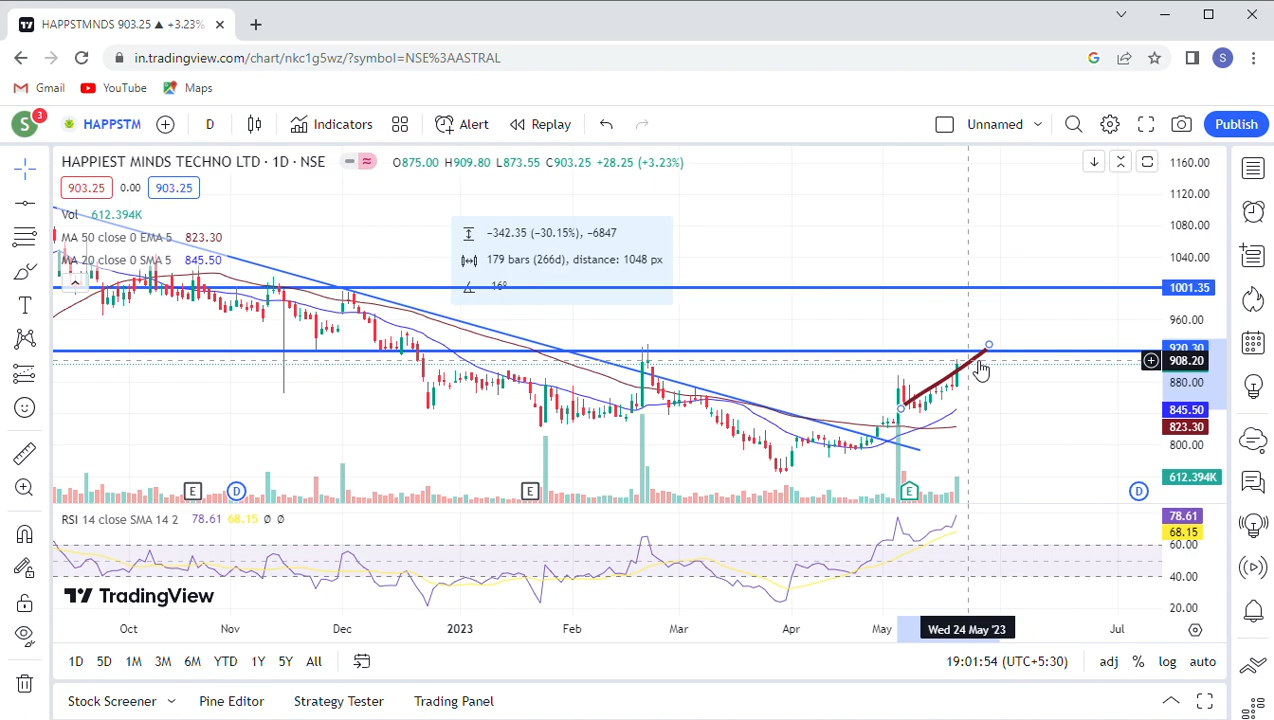 HAPPSTMNDS 903.25 ▲ +3.23%
in.tradingview.com/chart/nkc1g5wz/?symbol=NSE%3AASTRAL
S
Gmail YouTube Maps
S 3 HAPPSTM D Indicators Alert Replay Unnamed Publish
HAPPIEST MINDS TECHNO LTD · 1D · NSE O875.00 H909.80 L873.55 C903.25 +28.25 (+3.23%)
903.25 0.00 903.25
Vol 612.394K
MA 50 close 0 EMA 5 823.30
MA 20 close 0 SMA 5 845.50
−342.35 (−30.15%), −6847
179 bars (266d), distance: 1048 px
16°
1160.00
1120.00
1080.00
1040.00
1001.35
960.00
920.30
908.20
880.00
845.50
823.30
800.00
612.394K
E D E E D
RSI 14 close SMA 14 2 78.61 68.15 Ø Ø
78.61
68.15
60.00
40.00
20.00
TradingView
Oct Nov Dec 2023 Feb Mar Apr May Wed 24 May '23 Jul
1D 5D 1M 3M 6M YTD 1Y 5Y All 19:01:54 (UTC+5:30) adj % log auto
Stock Screener Pine Editor Strategy Tester Trading Panel